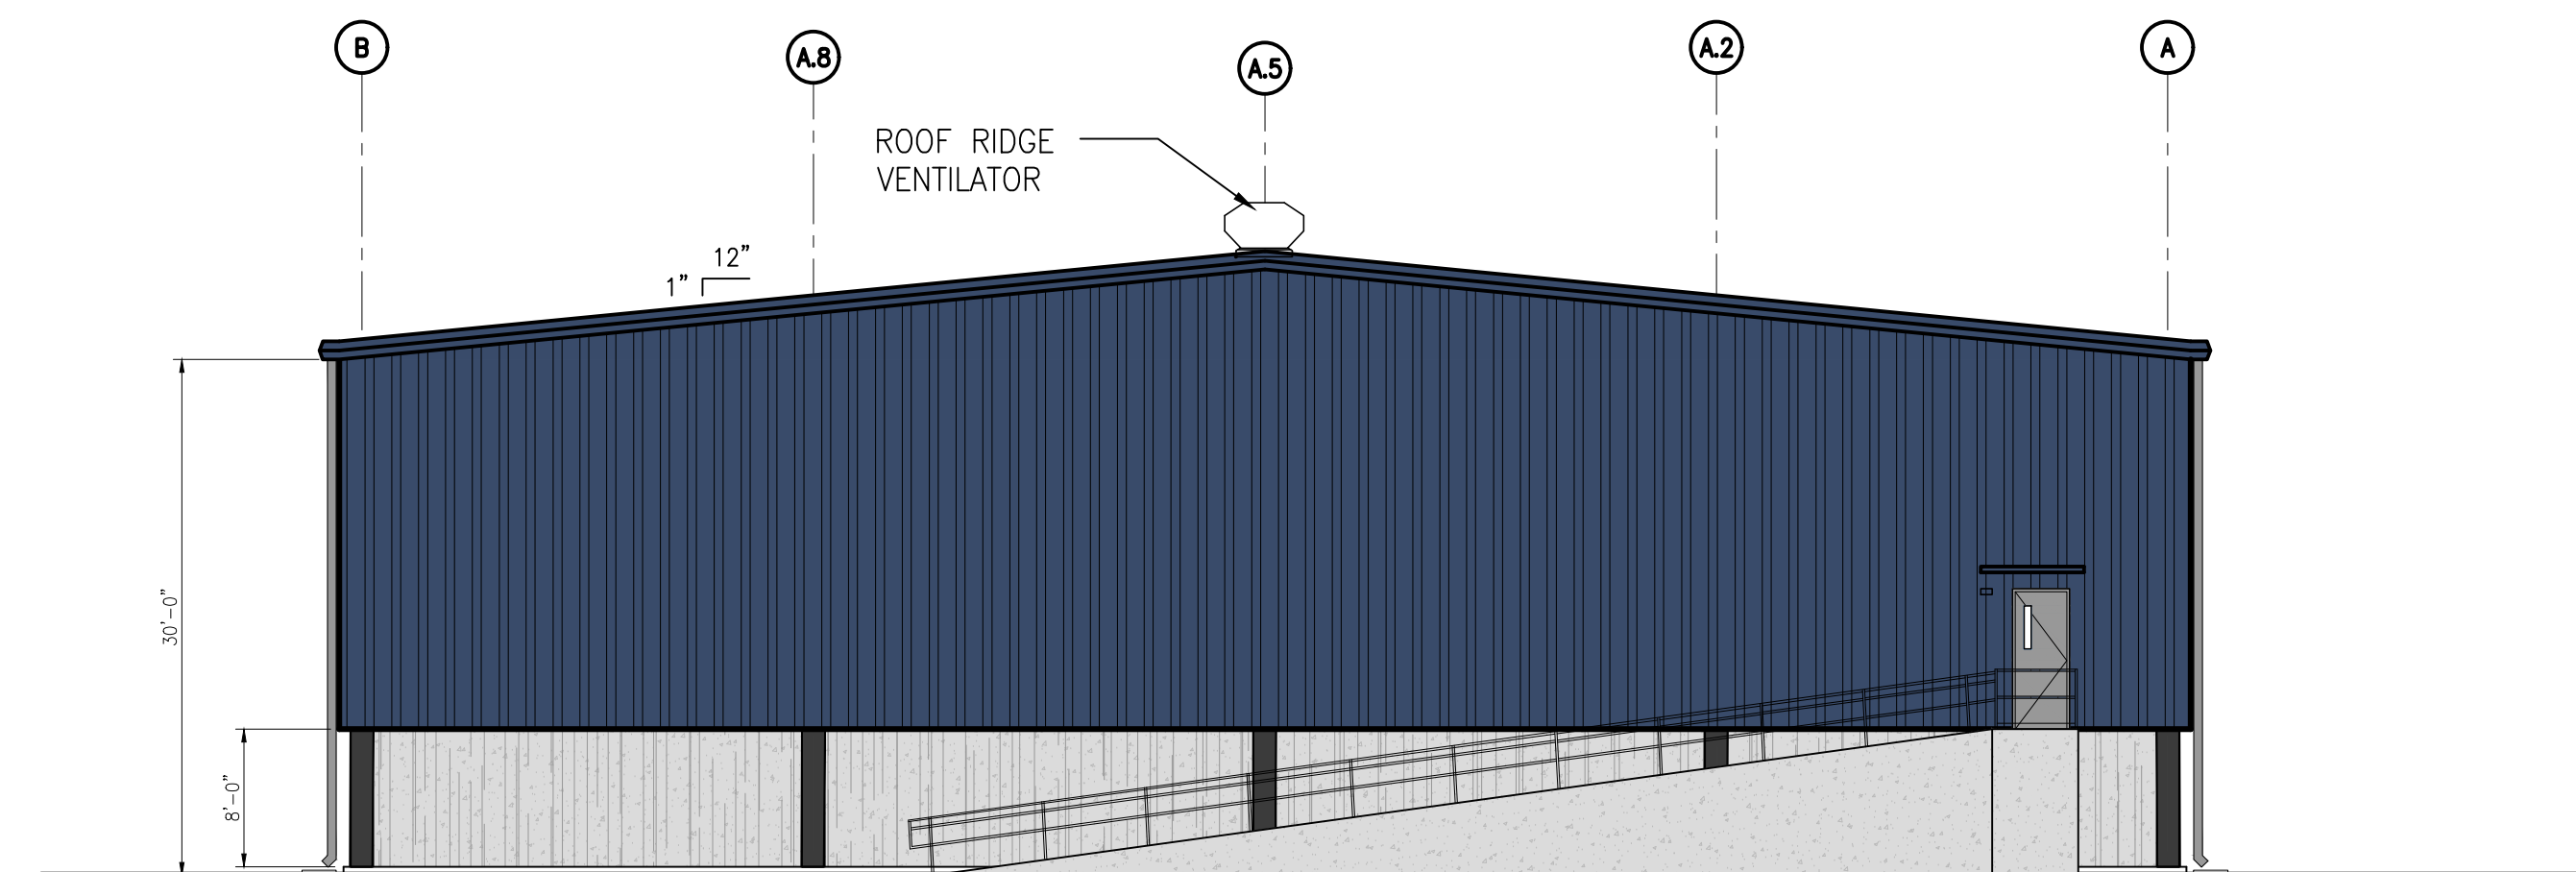 B
A.8
A.5
A.2
A
ROOF RIDGE
VENTILATOR
12”
1”
30'-0”
8'-0”